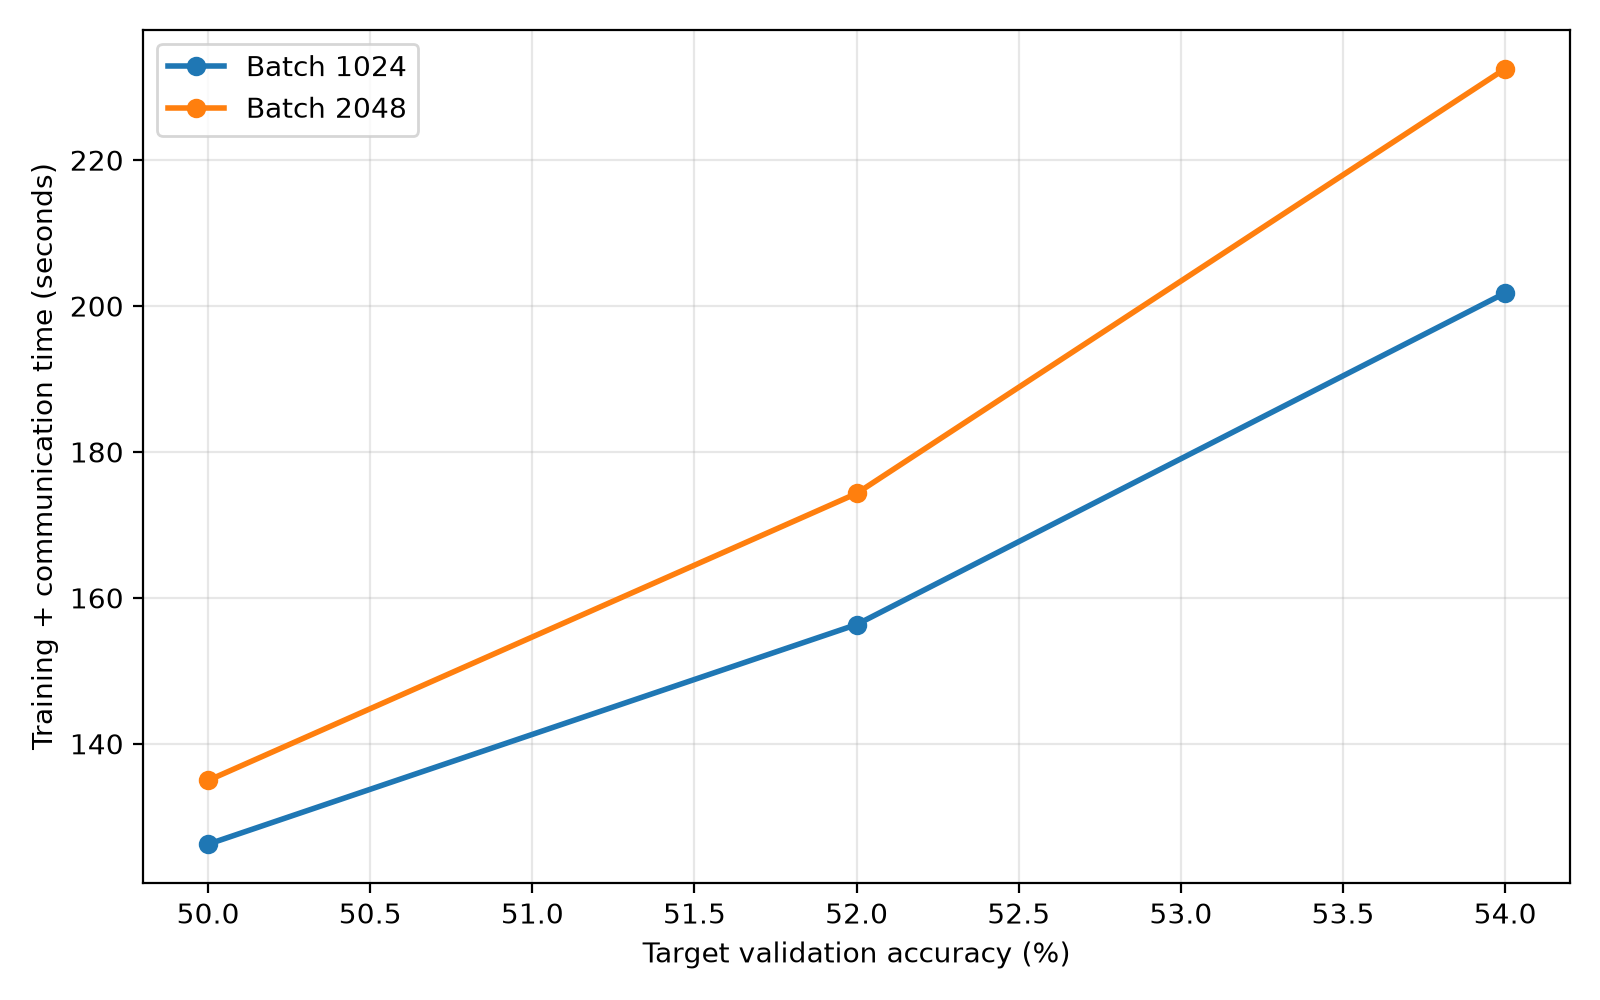 Batch 1024
Batch 2048
Training + communication time (seconds)
220
200
180
160
140
50.0 50.5 51.0 51.5 52.0 52.5 53.0 53.5 54.0
Target validation accuracy (%)